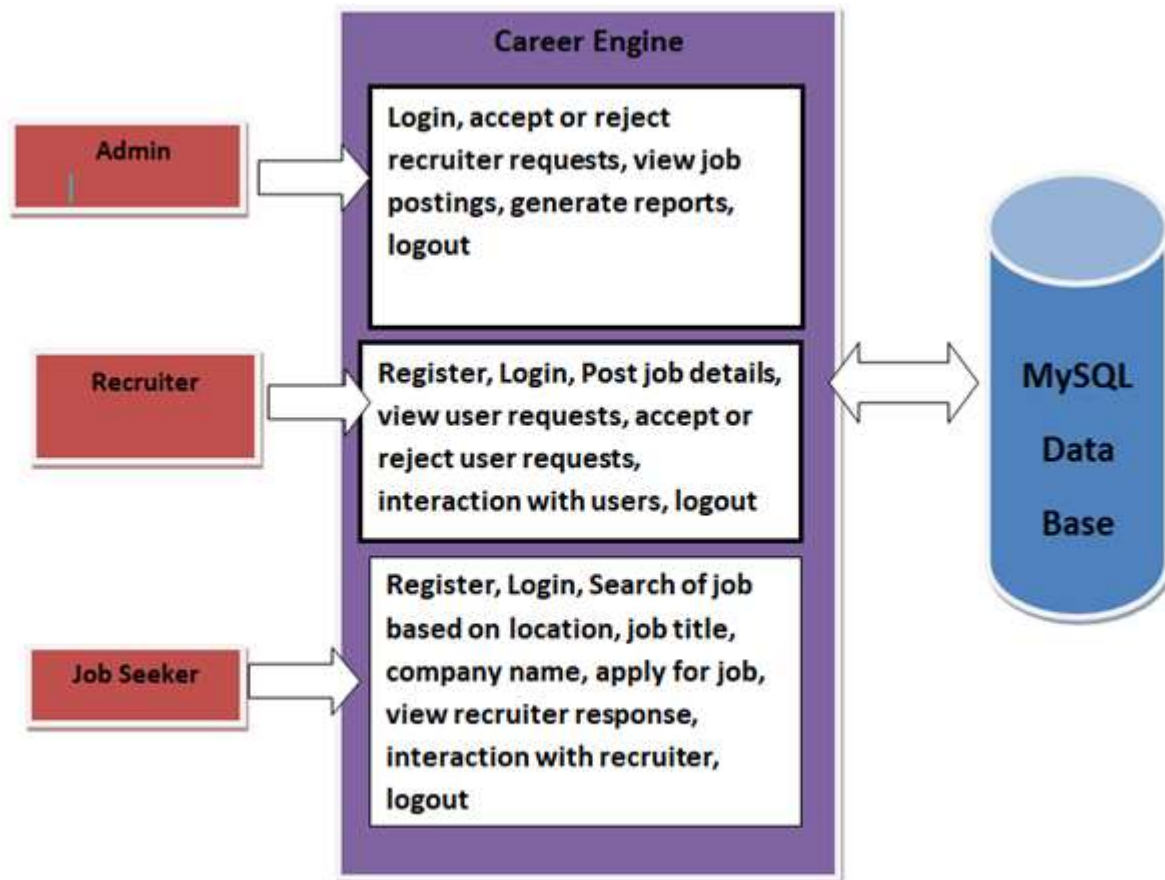 Career Engine
Admin
Login, accept or reject
recruiter requests, view job
postings, generate reports,
logout
Recruiter
Register, Login, Post job details,
view user requests, accept or
reject user requests,
interaction with users, logout
Job Seeker
Register, Login, Search of job
based on location, job title,
company name, apply for job,
view recruiter response,
interaction with recruiter,
logout
MySQL
Data
Base